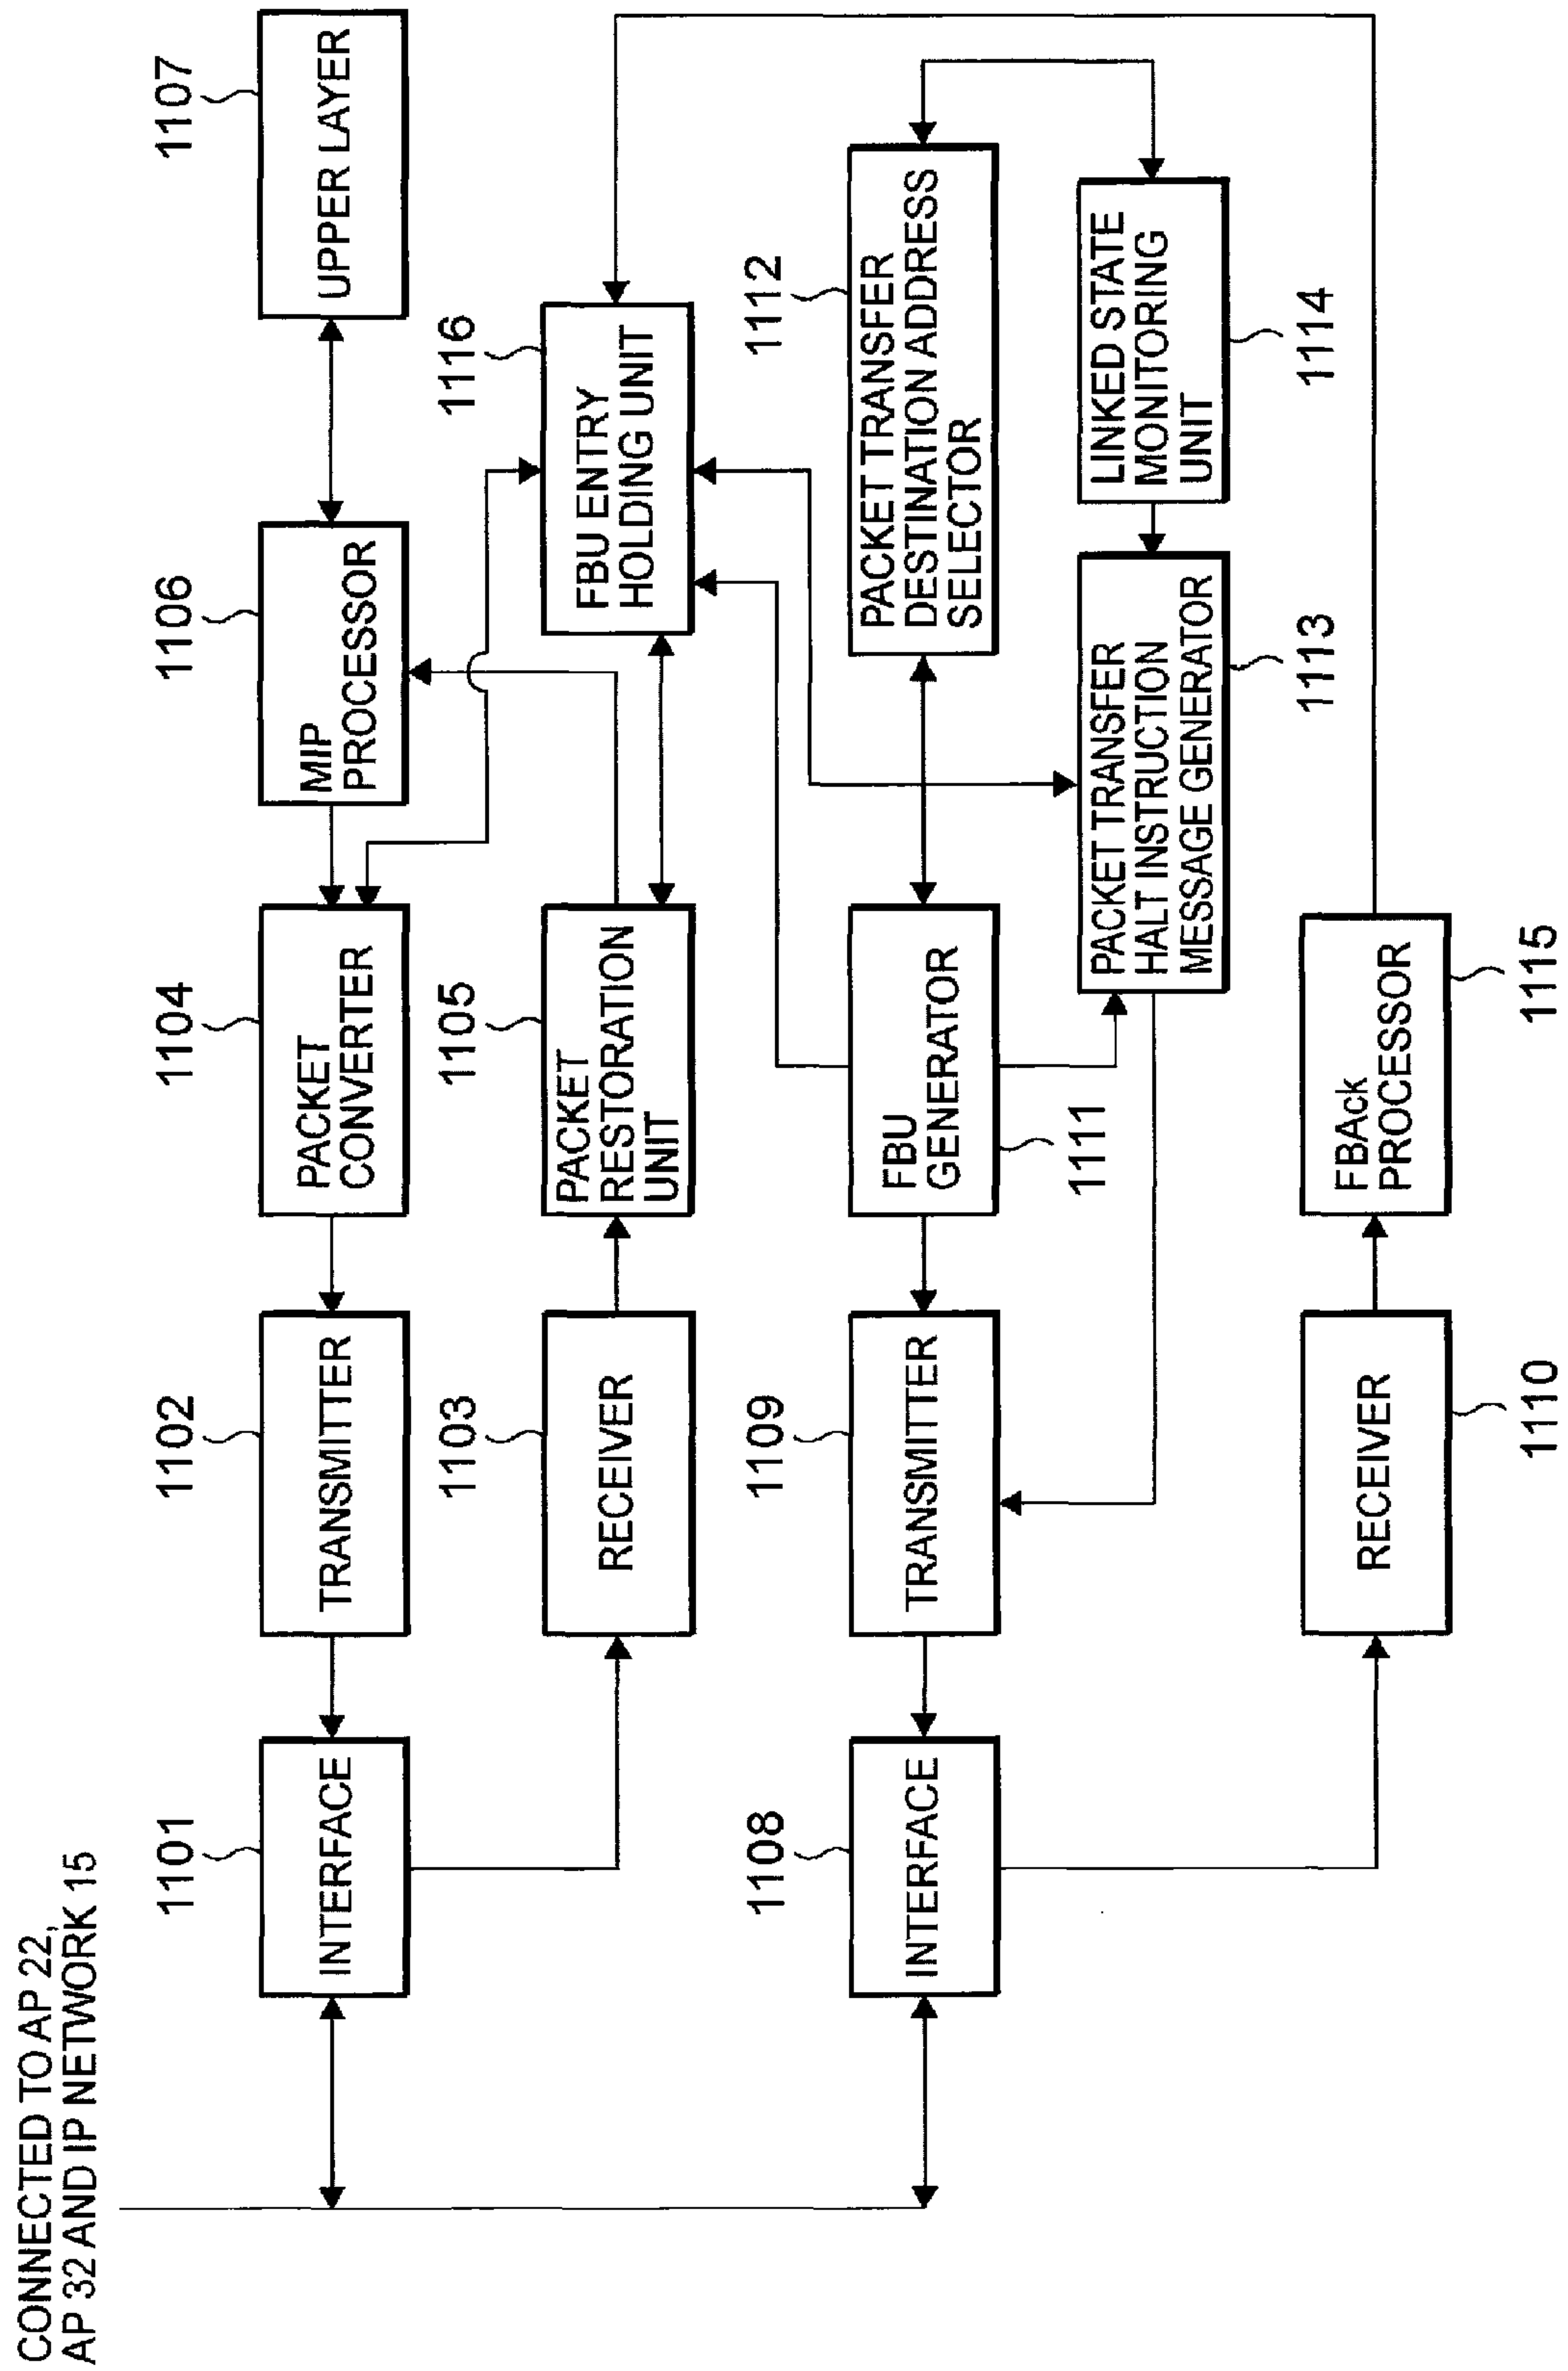 CONNECTED TO AP 22,
AP 32 AND IP NETWORK 15
1101
INTERFACE
1102
TRANSMITTER
1104
PACKET
CONVERTER
1106
MIP
PROCESSOR
1107
UPPER LAYER
1103
RECEIVER
1105
PACKET
RESTORATION
UNIT
1116
FBU ENTRY
HOLDING UNIT
1108
INTERFACE
1109
TRANSMITTER
FBU
GENERATOR
1111
1112
PACKET TRANSFER
DESTINATION ADDRESS
SELECTOR
PACKET TRANSFER
HALT INSTRUCTION
MESSAGE GENERATOR
1113
LINKED STATE
MONITORING
UNIT
1114
RECEIVER
1110
FBAck
PROCESSOR
1115